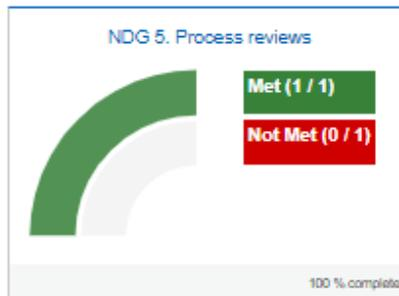 NDG 5. Process reviews
Met (1 / 1)
Not Met (0 / 1)
100 % complete